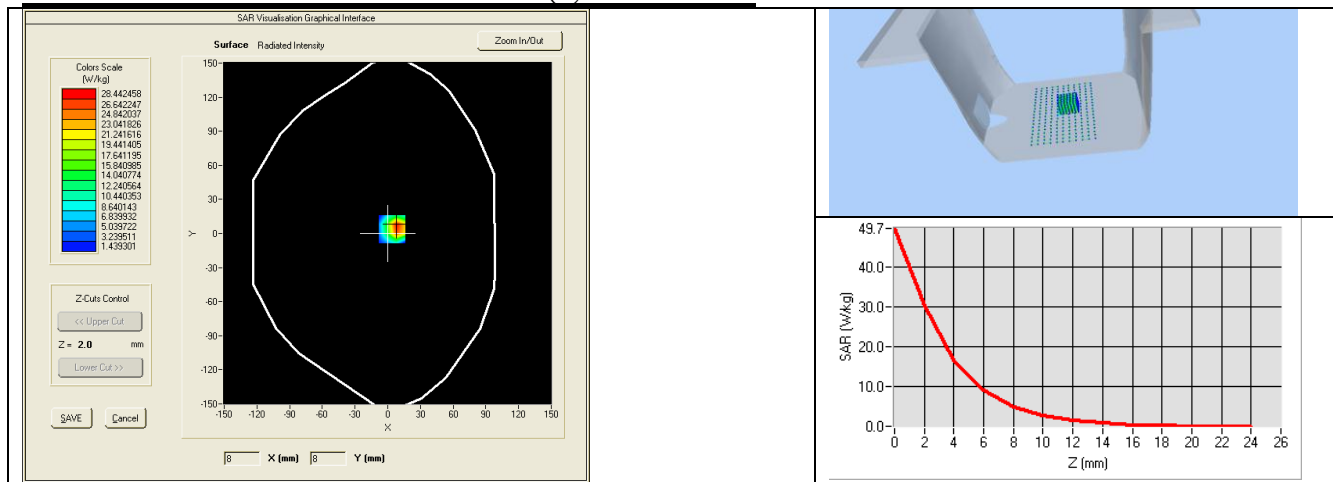 SAR Visualisation Graphical Interface
Surface Radiated Intensity
Zoom In/Out
Colors Scale
(W/kg)
28.442458
26.642247
24.842037
23.041826
21.241616
19.441405
17.641195
15.840985
14.040774
12.240564
10.440353
8.640143
6.839932
5.039722
3.239511
1.439301
Z-Cuts Control
<< Upper Cut
Z = 2.0 mm
Lower Cut >>
SAVE Cancel
150
120
90
60
30
Y 0
-30
-60
-90
-120
-150
-150 -120 -90 -60 -30 0 30 60 90 120 150
X
8 X (mm) 8 Y (mm)
49.7
40.0
30.0
20.0
10.0
0.0
SAR (W/kg)
0 2 4 6 8 10 12 14 16 18 20 22 24 26
Z (mm)